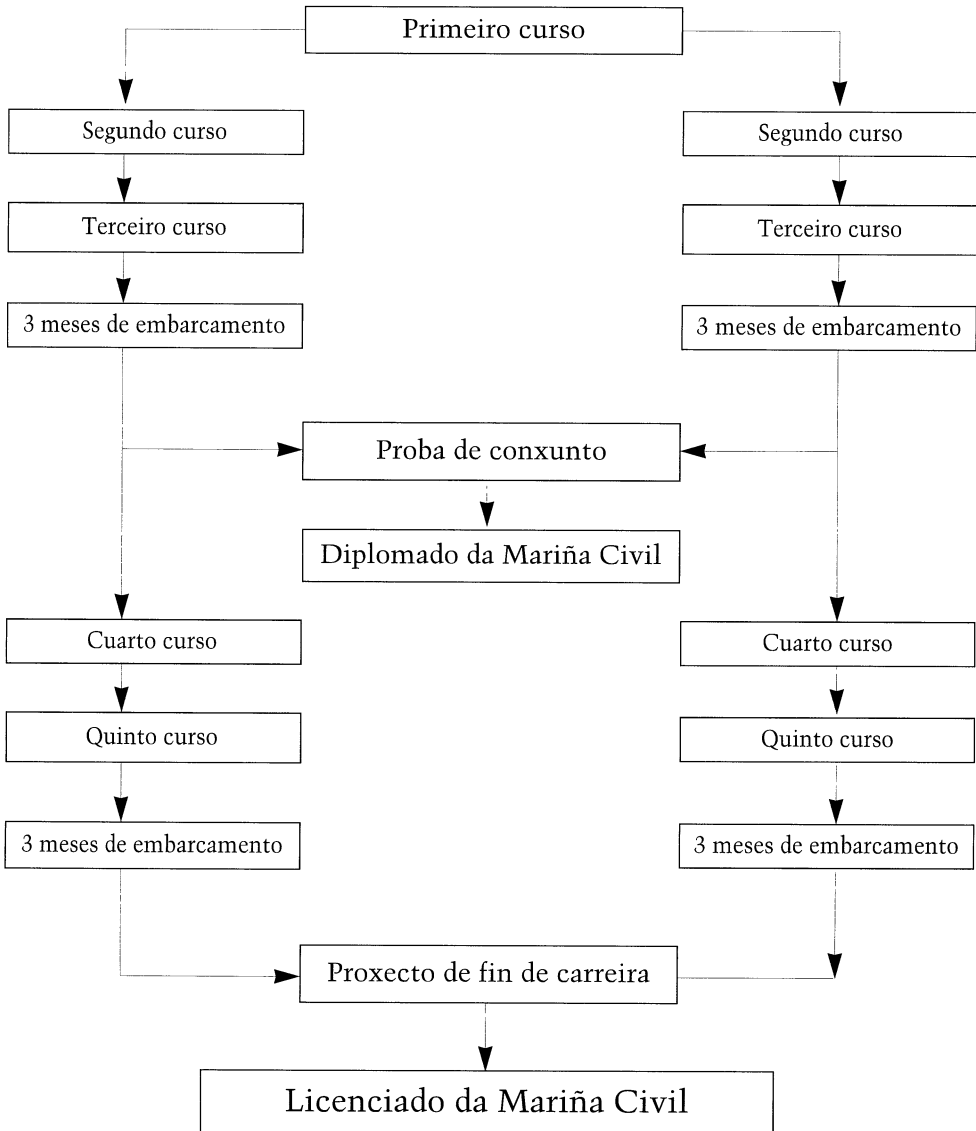 Primeiro curso
Segundo curso
Segundo curso
Terceiro curso
Terceiro curso
3 meses de embarcamento
3 meses de embarcamento
Proba de conxunto
Diplomado da Mariña Civil
Cuarto curso
Cuarto curso
Quinto curso
Quinto curso
3 meses de embarcamento
3 meses de embarcamento
Proxecto de fin de carreira
Licenciado da Mariña Civil